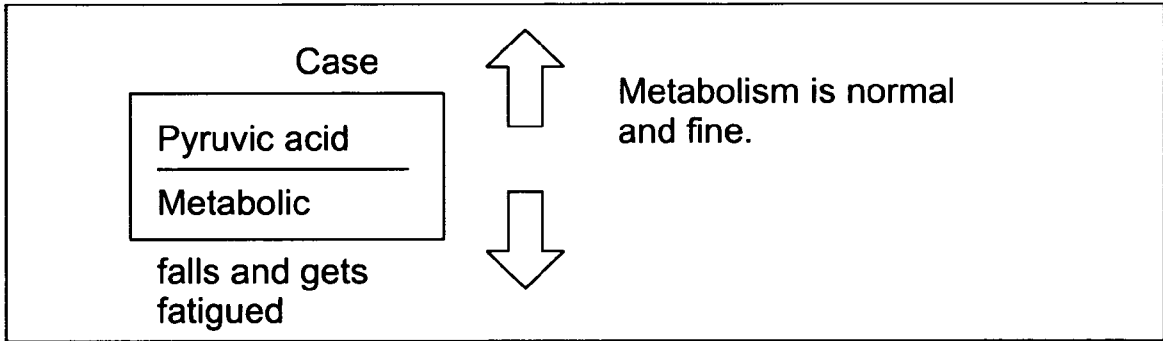 Case
Pyruvic acid
Metabolic
falls and gets
fatigued
Metabolism is normal
and fine.